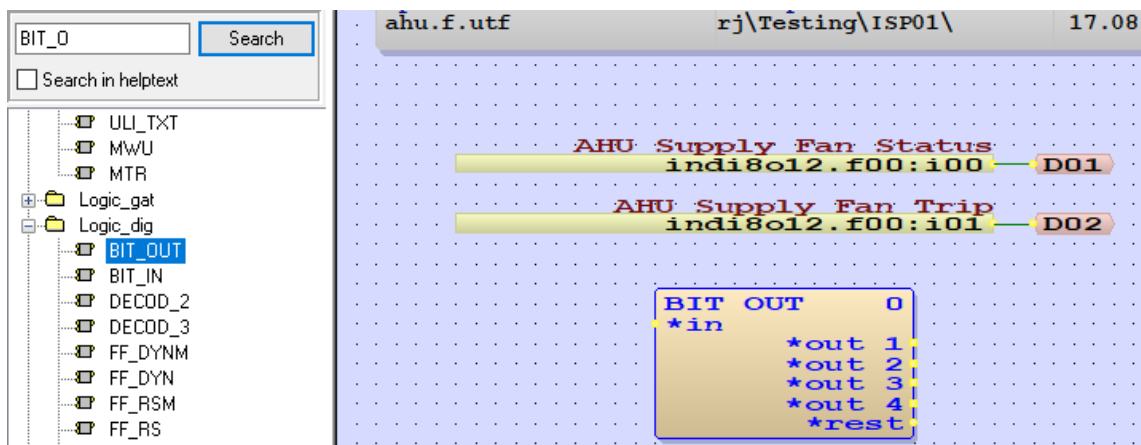 BIT_O
Search
Search in helptext
ULI_TXT
MWU
MTR
Logic_gat
Logic_dig
BIT_OUT
BIT_IN
DECOD_2
DECOD_3
FF_DYNM
FF_DYN
FF_RSM
FF_RS
ahu.f.utf rj\Testing\ISP01\ 17.08
AHU Supply Fan Status
indi8o12.f00:i00 D01
AHU Supply Fan Trip
indi8o12.f00:i01 D02
BIT OUT 0
*in
*out 1
*out 2
*out 3
*out 4
*rest